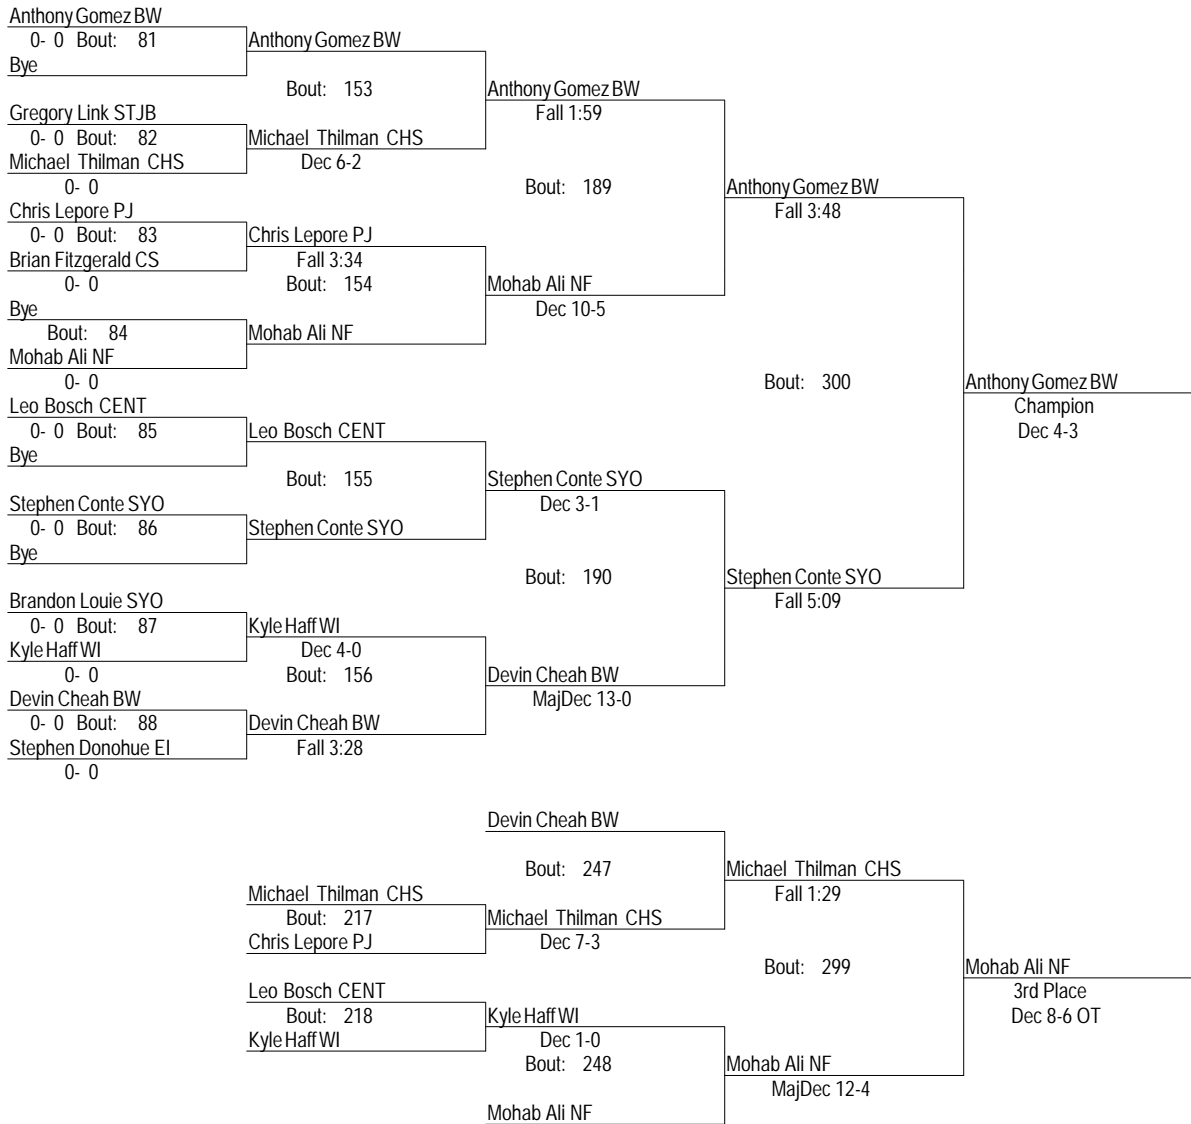 Anthony Gomez BW
0- 0 Bout: 81
Anthony Gomez BW
Bye
Bout: 153
Anthony Gomez BW
Gregory Link STJB
Fall 1:59
0- 0 Bout: 82
Michael Thilman CHS
Michael Thilman CHS
Dec 6-2
0- 0
Bout: 189
Anthony Gomez BW
Chris Lepore PJ
Fall 3:48
0- 0 Bout: 83
Chris Lepore PJ
Brian Fitzgerald CS
Fall 3:34
0- 0
Bout: 154
Mohab Ali NF
Bye
Dec 10-5
Bout: 84
Mohab Ali NF
Mohab Ali NF
0- 0
Bout: 300
Anthony Gomez BW
Leo Bosch CENT
Champion
0- 0 Bout: 85
Leo Bosch CENT
Dec 4-3
Bye
Bout: 155
Stephen Conte SYO
Stephen Conte SYO
Dec 3-1
0- 0 Bout: 86
Stephen Conte SYO
Bye
Bout: 190
Stephen Conte SYO
Brandon Louie SYO
Fall 5:09
0- 0 Bout: 87
Kyle Haff WI
Kyle Haff WI
Dec 4-0
0- 0
Bout: 156
Devin Cheah BW
Devin Cheah BW
MajDec 13-0
0- 0 Bout: 88
Devin Cheah BW
Stephen Donohue EI
Fall 3:28
0- 0
Devin Cheah BW
Bout: 247
Michael Thilman CHS
Michael Thilman CHS
Fall 1:29
Bout: 217
Michael Thilman CHS
Chris Lepore PJ
Dec 7-3
Bout: 299
Mohab Ali NF
Leo Bosch CENT
3rd Place
Bout: 218
Kyle Haff WI
Dec 8-6 OT
Kyle Haff WI
Dec 1-0
Bout: 248
Mohab Ali NF
MajDec 12-4
Mohab Ali NF